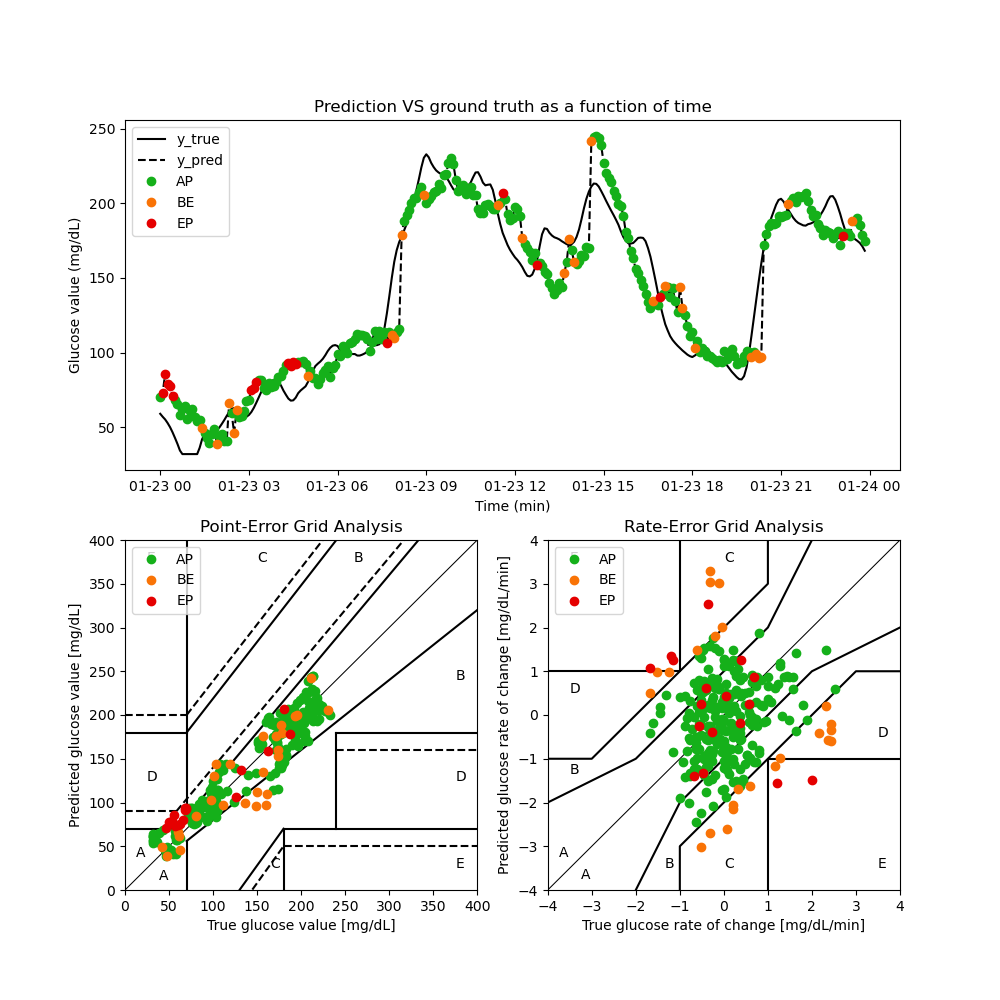 Prediction VS ground truth as a function of time
Glucose value (mg/dL)
250
200
150
100
50
y_true
y_pred
AP
BE
EP
01-23 00 01-23 03 01-23 06 01-23 09 01-23 12 01-23 15 01-23 18 01-23 21 01-24 00
Time (min)
Point-Error Grid Analysis
Predicted glucose value [mg/dL]
400
350
300
250
200
150
100
50
0
AP
BE
EP
C
B
B
D
D
A
A
C
E
0 50 100 150 200 250 300 350 400
True glucose value [mg/dL]
Rate-Error Grid Analysis
Predicted glucose rate of change [mg/dL/min]
4
3
2
1
0
−1
−2
−3
−4
AP
BE
EP
C
D
D
B
A
A
B
C
E
−4 −3 −2 −1 0 1 2 3 4
True glucose rate of change [mg/dL/min]